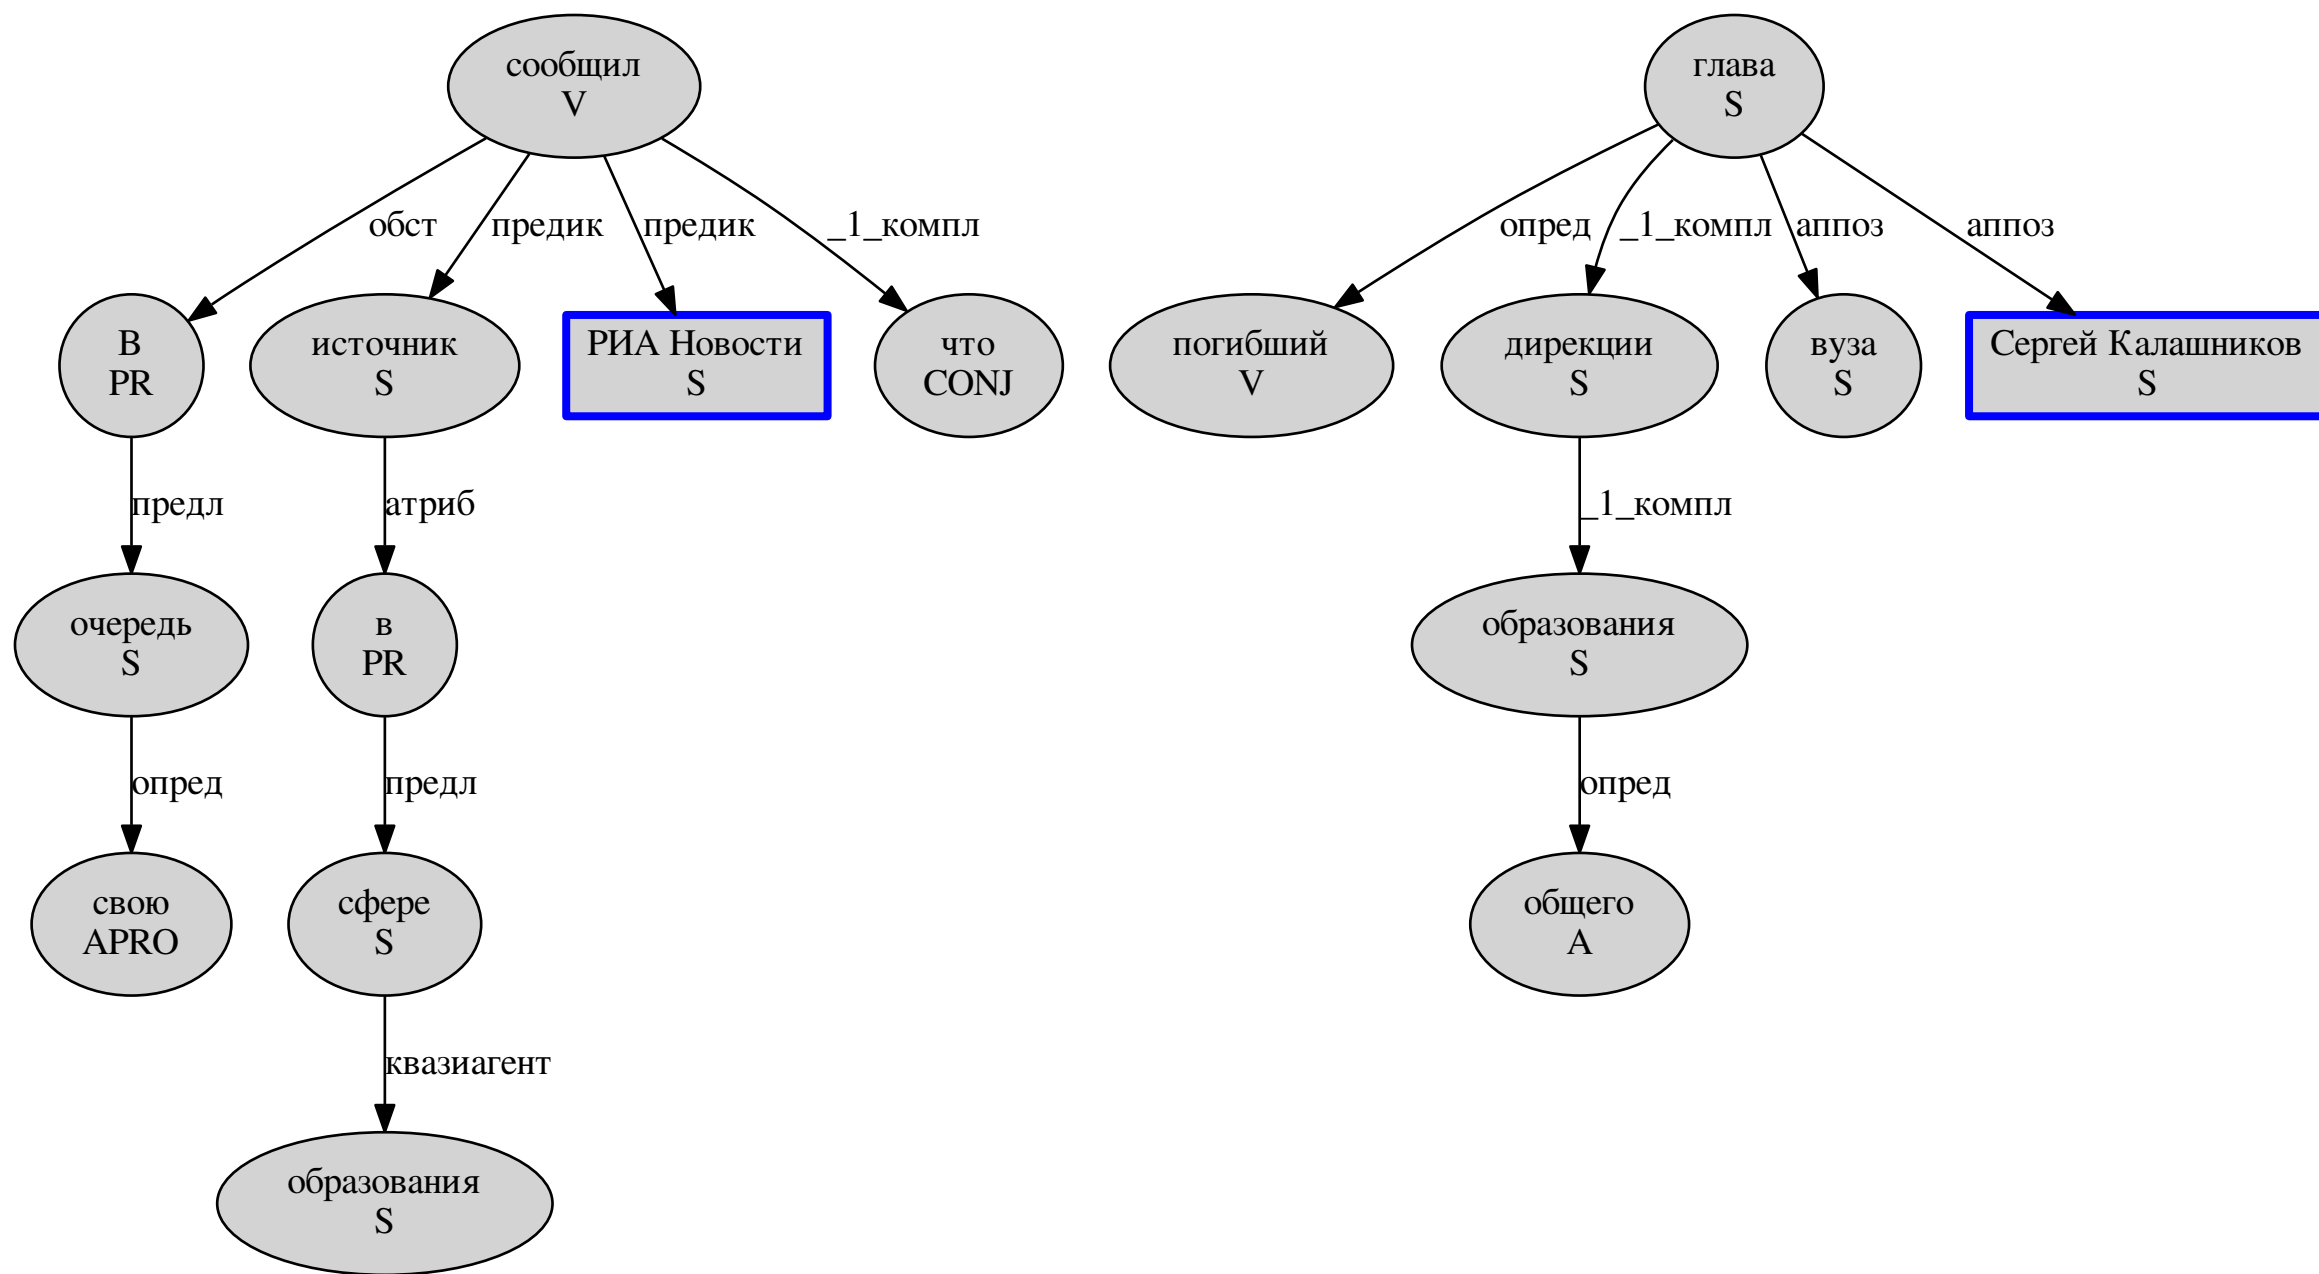 сообщил
V
глава
S
обст
предик
предик
_1_компл
опред
_1_компл
аппоз
аппоз
В
PR
источник
S
РИА Новости
S
что
CONJ
погибший
V
дирекции
S
вуза
S
Сергей Калашников
S
предл
атриб
_1_компл
очередь
S
в
PR
образования
S
опред
предл
опред
свою
APRO
сфере
S
общего
A
квазиагент
образования
S